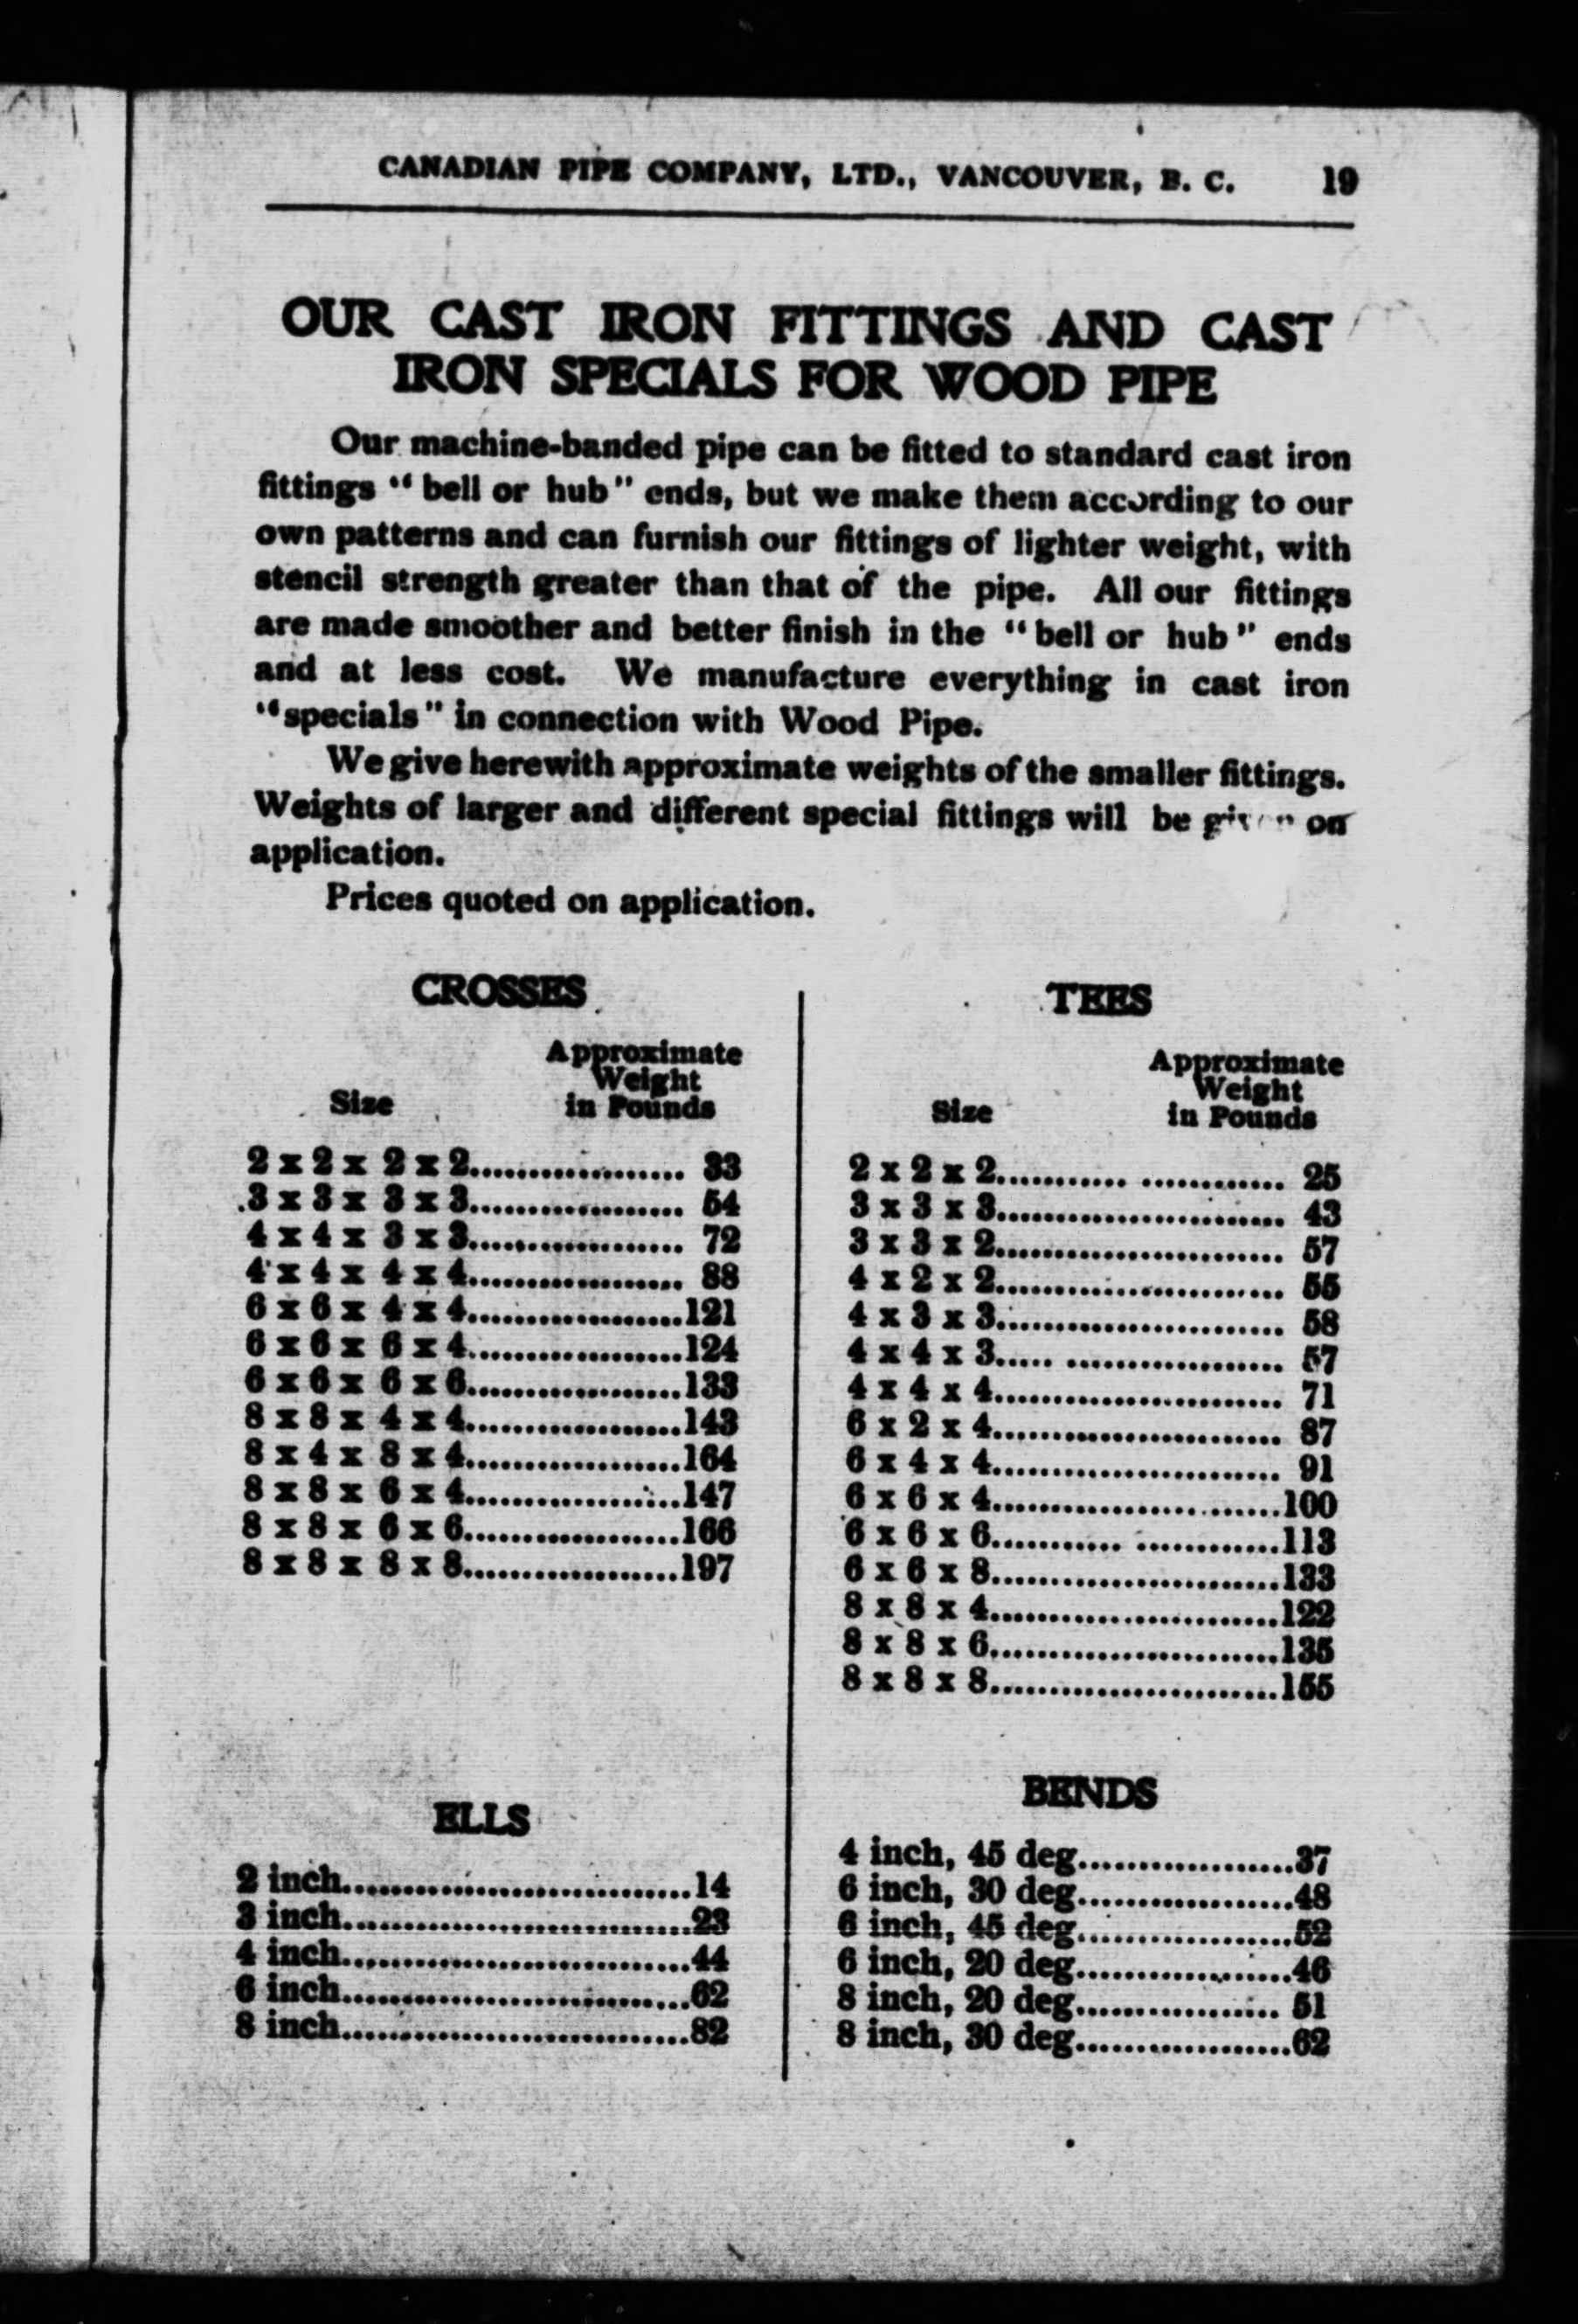 CANADIAN PIPE COMPANY, LTD., VANCOUVER, B. C. 19
OUR CAST IRON FITTINGS AND CAST
IRON SPECIALS FOR WOOD PIPE
Our machine-banded pipe can be fitted to standard cast iron
fittings "bell or hub" ends, but we make them according to our
own patterns and can furnish our fittings of lighter weight, with
stencil strength greater than that of the pipe. All our fittings
are made smoother and better finish in the "bell or hub" ends
and at less cost. We manufacture everything in cast iron
"specials" in connection with Wood Pipe.
We give herewith approximate weights of the smaller fittings.
Weights of larger and different special fittings will be given on
application.
Prices quoted on application.
CROSSES
Approximate
Weight
Size in Pounds
2 x 2 x 2 x 2.................... 33
3 x 3 x 3 x 3.................... 54
4 x 4 x 3 x 3.................... 72
4 x 4 x 4 x 4.................... 88
6 x 6 x 4 x 4....................121
6 x 6 x 6 x 4....................124
6 x 6 x 6 x 6....................133
8 x 8 x 4 x 4....................143
8 x 4 x 8 x 4....................164
8 x 8 x 6 x 4....................147
8 x 8 x 6 x 6....................166
8 x 8 x 8 x 8....................197
ELLS
2 inch................................14
3 inch................................23
4 inch................................44
6 inch................................62
8 inch................................82
TEES
Approximate
Weight
Size in Pounds
2 x 2 x 2........................... 25
3 x 3 x 3........................... 43
3 x 3 x 2........................... 57
4 x 2 x 2........................... 55
4 x 3 x 3........................... 58
4 x 4 x 3........................... 57
4 x 4 x 4........................... 71
6 x 2 x 4........................... 87
6 x 4 x 4........................... 91
6 x 6 x 4...........................100
6 x 6 x 6...........................113
6 x 6 x 8...........................133
8 x 8 x 4...........................122
8 x 8 x 6...........................135
8 x 8 x 8...........................155
BENDS
4 inch, 45 deg....................37
6 inch, 30 deg....................48
6 inch, 45 deg....................52
6 inch, 20 deg....................46
8 inch, 20 deg................... 51
8 inch, 30 deg....................62